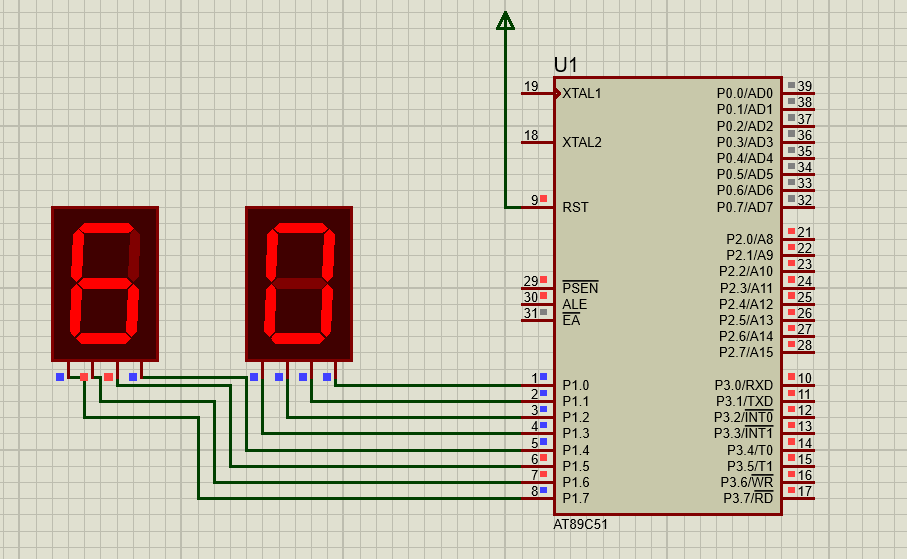 U1
19 XTAL1 P0.0/AD0 39
P0.1/AD1 38
P0.2/AD2 37
18 XTAL2 P0.3/AD3 36
P0.4/AD4 35
P0.5/AD5 34
P0.6/AD6 33
9 RST P0.7/AD7 32
P2.0/A8 21
P2.1/A9 22
P2.2/A10 23
29 PSEN P2.3/A11 24
30 ALE P2.4/A12 25
31 EA P2.5/A13 26
P2.6/A14 27
P2.7/A15 28
1 P1.0 P3.0/RXD 10
2 P1.1 P3.1/TXD 11
3 P1.2 P3.2/INT0 12
4 P1.3 P3.3/INT1 13
5 P1.4 P3.4/T0 14
6 P1.5 P3.5/T1 15
7 P1.6 P3.6/WR 16
8 P1.7 P3.7/RD 17
AT89C51
60